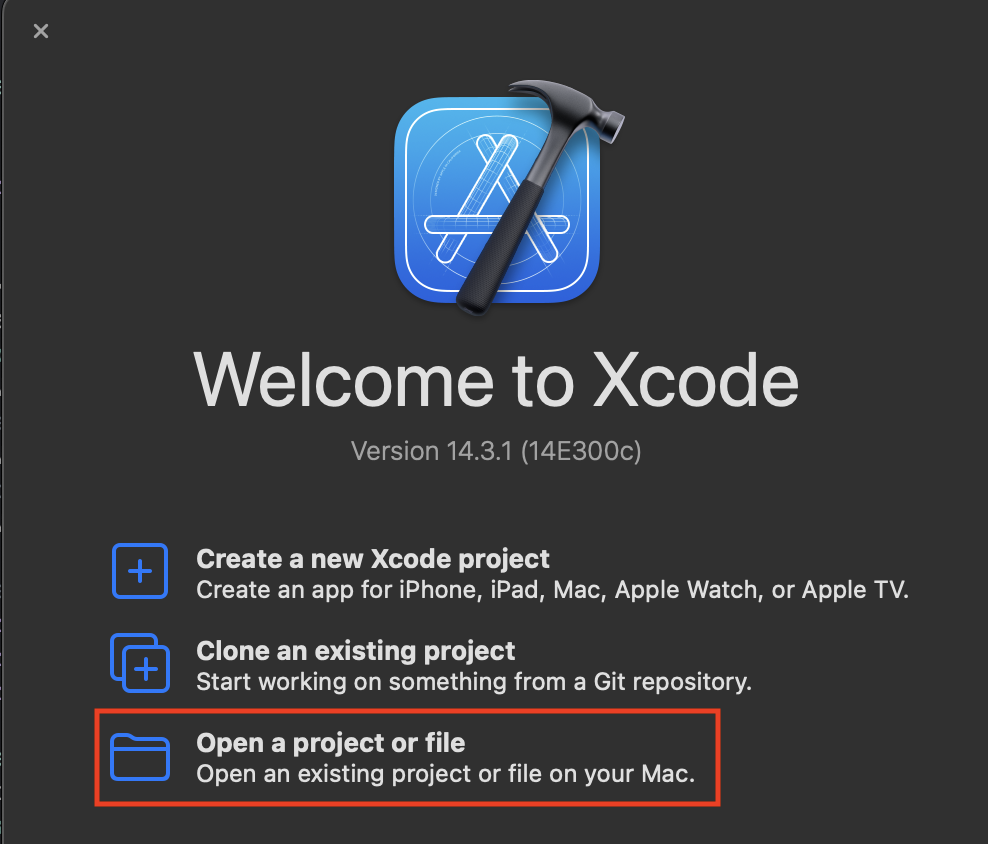 Welcome to Xcode
Version 14.3.1 (14E300c)
Create a new Xcode project
Create an app for iPhone, iPad, Mac, Apple Watch, or Apple TV.
Clone an existing project
Start working on something from a Git repository.
Open a project or file
Open an existing project or file on your Mac.